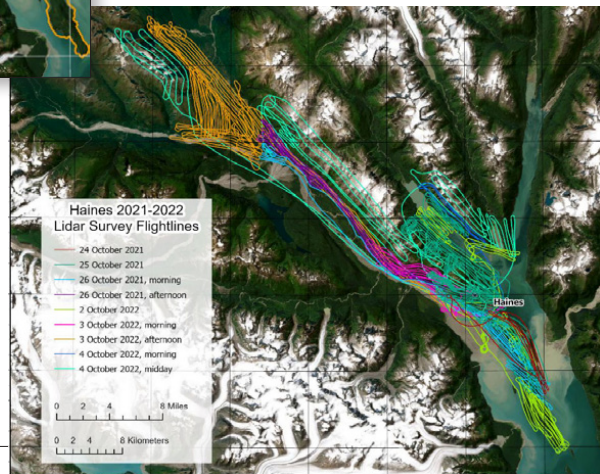 Haines 2021-2022
Lidar Survey Flightlines
24 October 2021
25 October 2021
26 October 2021, morning
26 October 2021, afternoon
2 October 2022
3 October 2022, morning
3 October 2022, afternoon
4 October 2022, morning
4 October 2022, midday
0 2 4 8 Miles
0 2 4 8 Kilometers
Haines